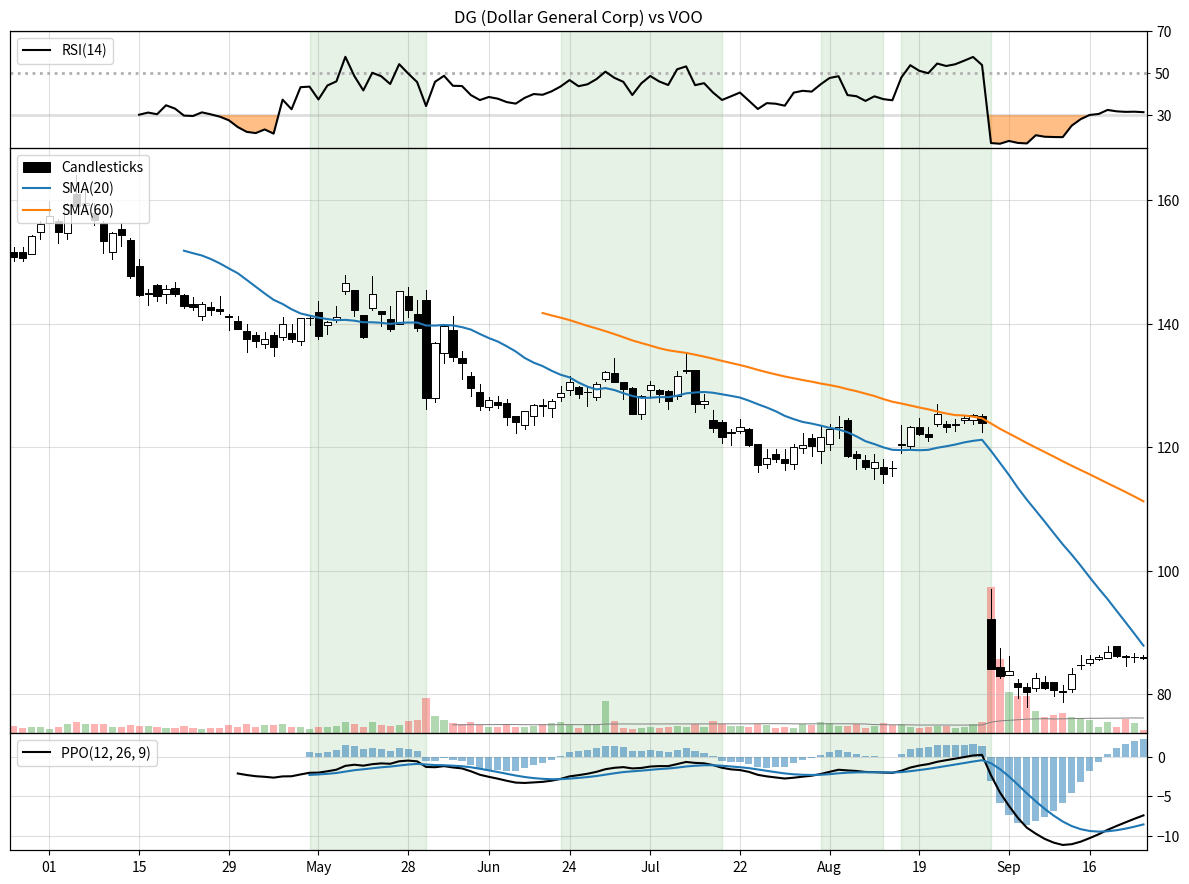 DG (Dollar General Corp) vs VOO
RSI(14)
70
50
30
Candlesticks
SMA(20)
SMA(60)
160
140
120
100
80
PPO(12, 26, 9)
0
−5
−10
01 15 29 May 28 Jun 24 Jul 22 Aug 19 Sep 16